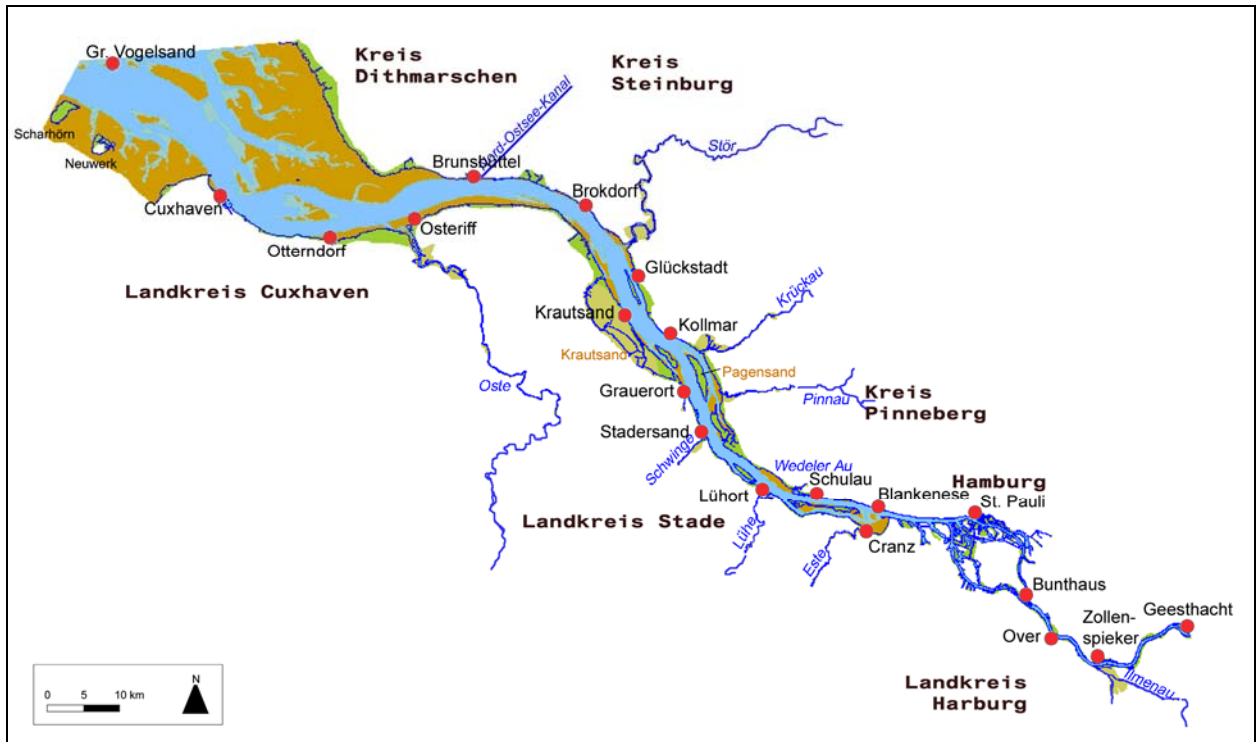 Gr. Vogelsand
Kreis
Dithmarschen
Kreis
Steinburg
Nord-Ostsee-Kanal
Stör
Scharhörn
Neuwerk
Brunsbüttel
Brokdorf
Cuxhaven
Osteriff
Otterndorf
Glückstadt
Landkreis Cuxhaven
Krückau
Krautsand
Kollmar
Krautsand
Pagensand
Oste
Grauerort
Pinnau
Kreis
Pinneberg
Stadersand
Schwinge
Wedeler Au
Schulau
Hamburg
Lühort
Blankenese
St. Pauli
Landkreis Stade
Lühe
Este
Cranz
Bunthaus
Zollen-
spieker
Geesthacht
Over
Ilmenau
Landkreis
Harburg
0 5 10 km
N